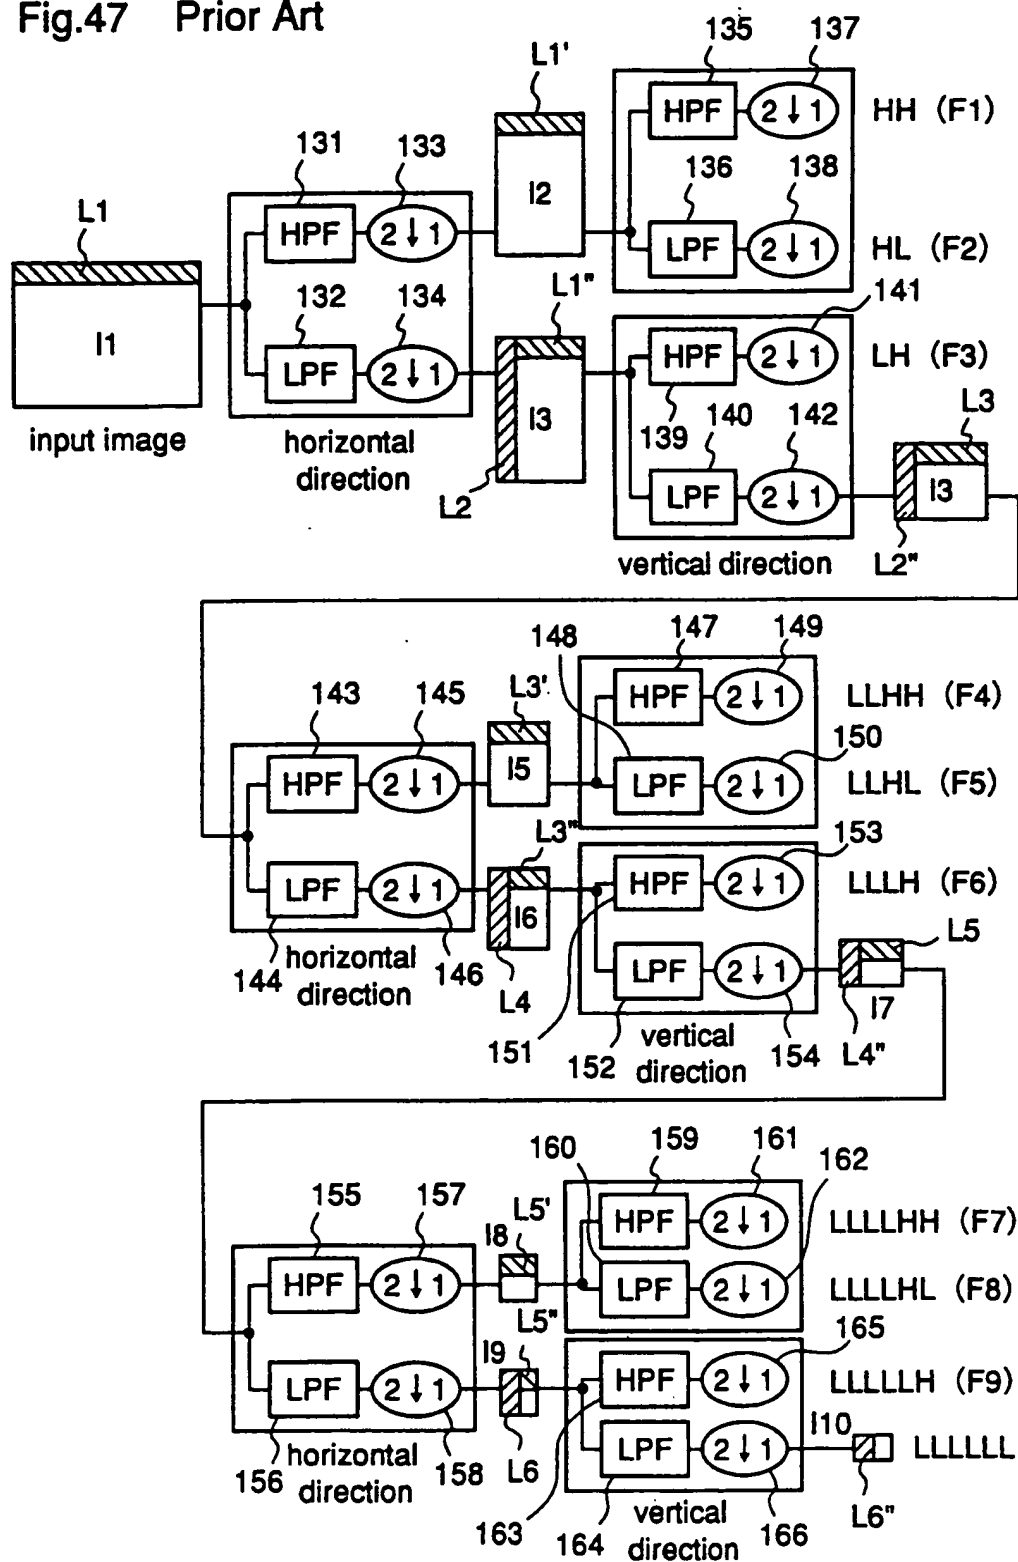 Fig.47 Prior Art
135 137
L1'
HPF 2↓1 HH (F1)
131 133
136 138
L1
I2
HPF 2↓1
LPF 2↓1 HL (F2)
132 134
L1"
141
I1
HPF 2↓1 LH (F3)
LPF 2↓1
I3
139 140 142
L3
input image
horizontal
direction
L2
LPF 2↓1
I3
vertical direction
L2"
148 147 149
143 145
L3'
HPF 2↓1 LLHH (F4)
150
HPF 2↓1
I5
LPF 2↓1 LLHL (F5)
L3"
153
LPF 2↓1
I6
HPF 2↓1 LLLH (F6)
L5
144
horizontal
direction
146
L4
LPF 2↓1
I7
151 152
vertical
direction
154
L4"
160 159 161 162
155 157
I8
L5'
HPF 2↓1 LLLLHH (F7)
HPF 2↓1
LPF 2↓1 LLLLHL (F8)
L5"
165
I9
LPF 2↓1
HPF 2↓1 LLLLLH (F9)
I10
L6
LPF 2↓1
LLLLLL
156
horizontal
direction
158
163 164
vertical
direction
166
L6"